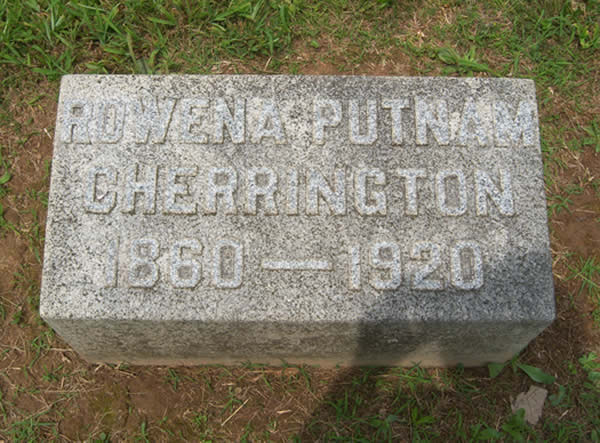 ROWENA PUTNAM
CHERRINGTON
1860 — 1920